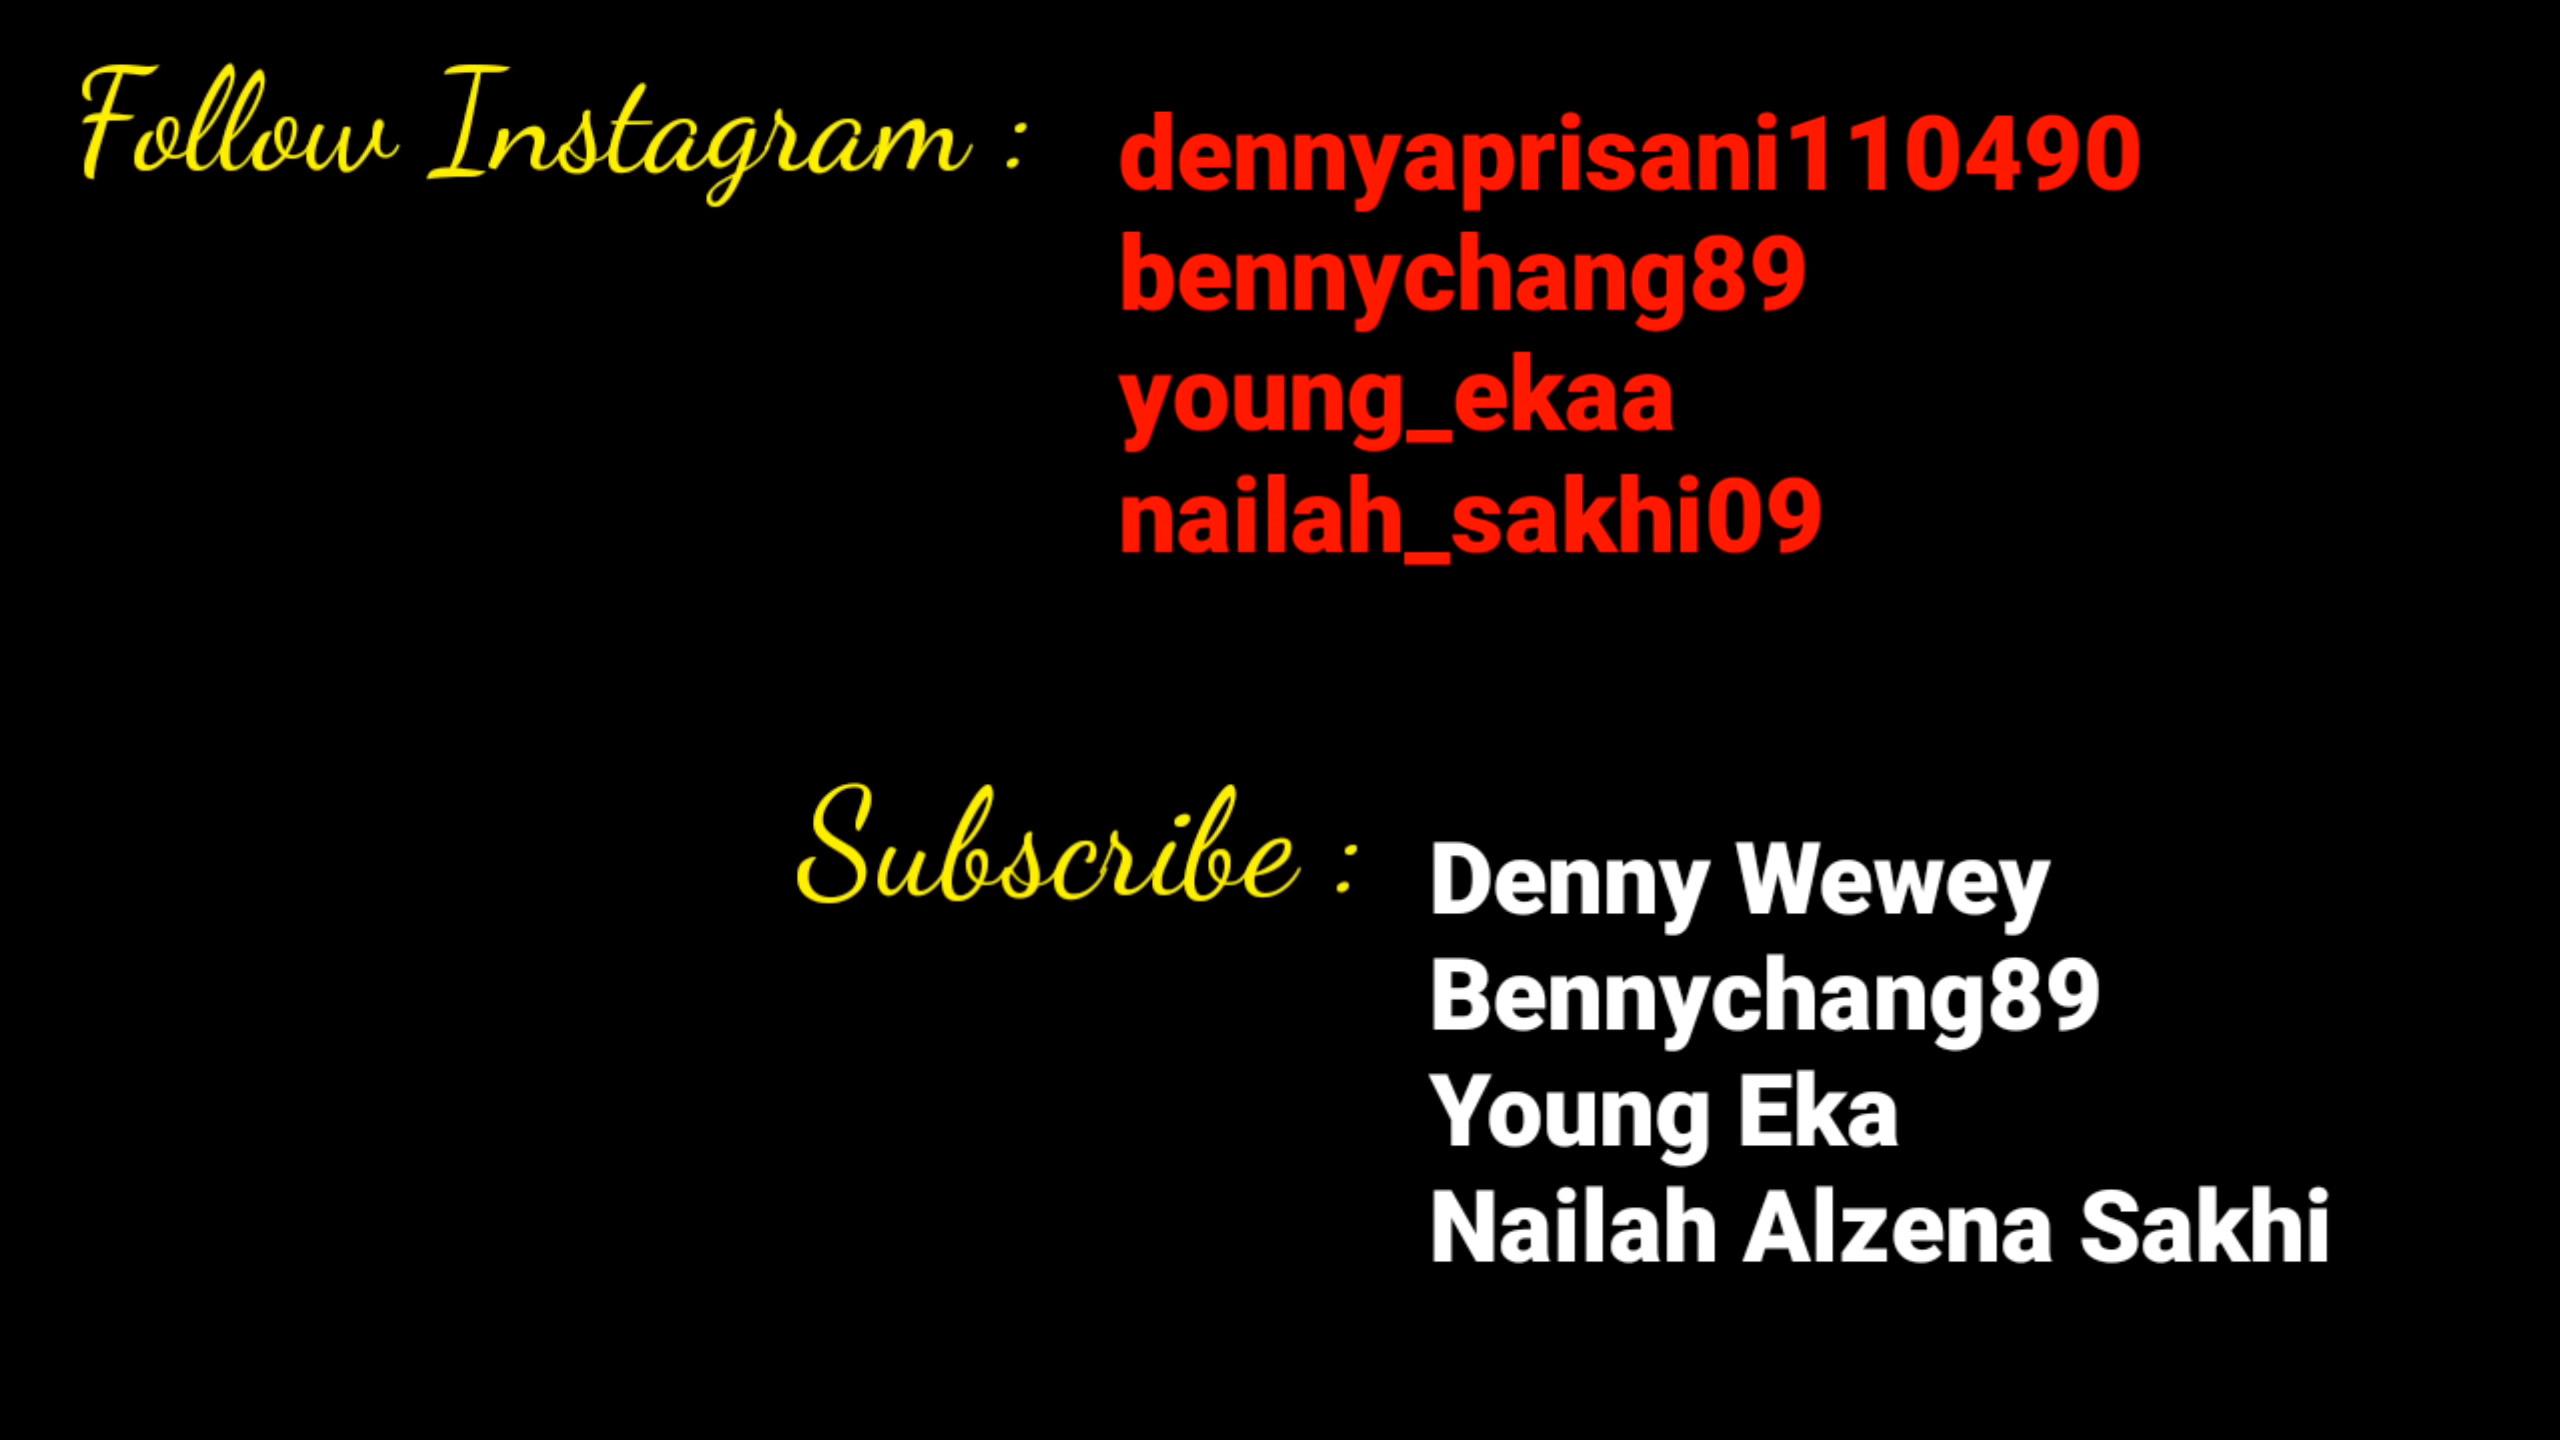 Follow Instagram : dennyaprisani110490
bennychang89
young_ekaa
nailah_sakhi09
Subscribe : Denny Wewey
Bennychang89
Young Eka
Nailah Alzena Sakhi